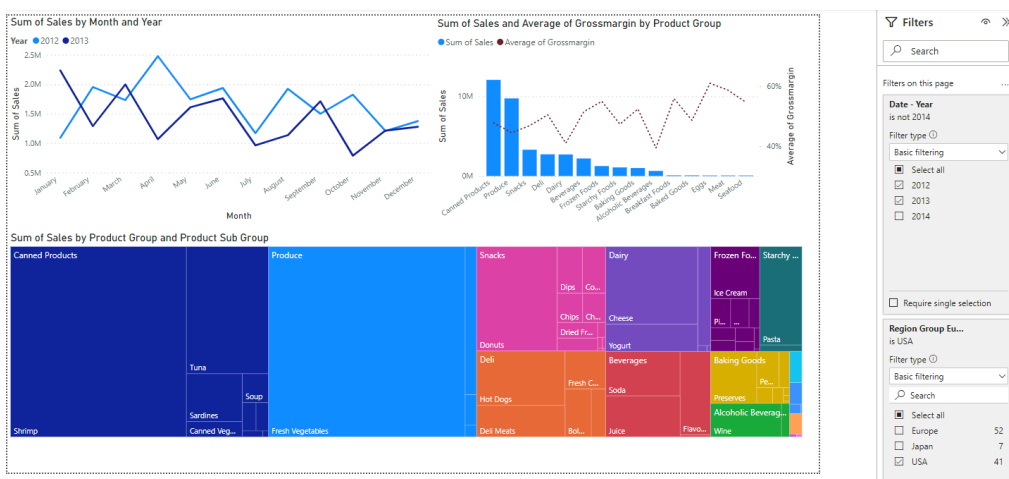 Sum of Sales by Month and Year
Year 2012 2013
2.5M
2.0M
1.5M
1.0M
0.5M
Sum of Sales
January
February
March
April
May
June
July
August
September
October
November
December
Month
Sum of Sales and Average of Grossmargin by Product Group
Sum of Sales Average of Grossmargin
10M
0M
Sum of Sales
60%
40%
Average of Grossmargin
Canned Products
Produce
Snacks
Deli
Dairy
Beverages
Frozen Foods
Starchy Foods
Baking Goods
Alcoholic Beverages
Breakfast Foods
Baked Goods
Eggs
Meat
Seafood
Sum of Sales by Product Group and Product Sub Group
Canned Products
Shrimp
Tuna
Sardines
Canned Veg...
Soup
Produce
Fresh Vegetables
Snacks
Donuts
Dips
Co...
Chips
Ch...
Dried Fr...
Deli
Hot Dogs
Deli Meats
Fresh C...
Bol...
Dairy
Cheese
Yogurt
Beverages
Soda
Juice
Flavo...
Frozen Fo...
Ice Cream
Pi...
...
Starchy ...
Pasta
Baking Goods
Pe...
Preserves
Alcoholic Beverag...
Wine
Filters
Search
Filters on this page
...
Date - Year
is not 2014
Filter type
Basic filtering
Select all
2012
2013
2014
Require single selection
Region Group Eu...
is USA
Filter type
Basic filtering
Search
Select all
Europe 52
Japan 7
USA 41